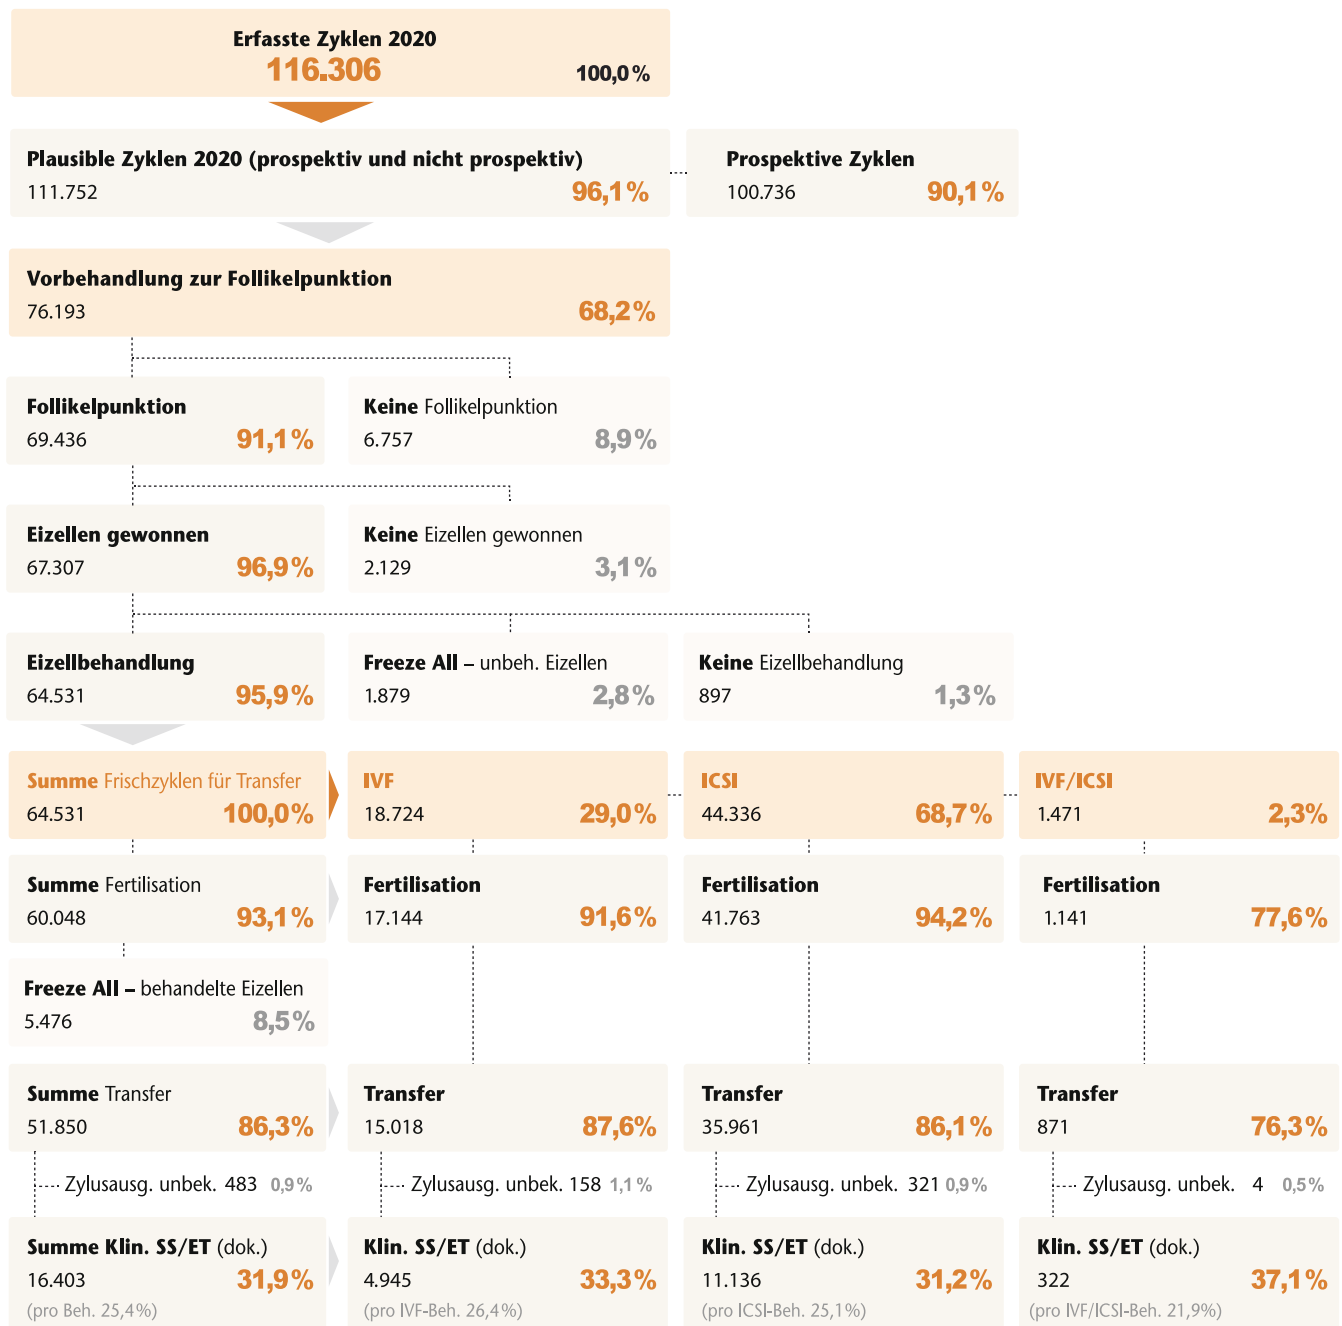 Erfasste Zyklen 2020
116.306 100,0 %
Plausible Zyklen 2020 (prospektiv und nicht prospektiv)
111.752 96,1 %
Prospektive Zyklen
100.736 90,1 %
Vorbehandlung zur Follikelpunktion
76.193 68,2 %
Follikelpunktion
69.436 91,1 %
Keine Follikelpunktion
6.757 8,9 %
Eizellen gewonnen
67.307 96,9 %
Keine Eizellen gewonnen
2.129 3,1 %
Eizellbehandlung
64.531 95,9 %
Freeze All – unbeh. Eizellen
1.879 2,8 %
Keine Eizellbehandlung
897 1,3 %
Summe Frischzyklen für Transfer
64.531 100,0 %
IVF
18.724 29,0 %
ICSI
44.336 68,7 %
IVF/ICSI
1.471 2,3 %
Summe Fertilisation
60.048 93,1 %
Fertilisation
17.144 91,6 %
Fertilisation
41.763 94,2 %
Fertilisation
1.141 77,6 %
Freeze All – behandelte Eizellen
5.476 8,5 %
Summe Transfer
51.850 86,3 %
Transfer
15.018 87,6 %
Transfer
35.961 86,1 %
Transfer
871 76,3 %
Zylusausg. unbek. 483 0,9 %
Zylusausg. unbek. 158 1,1 %
Zylusausg. unbek. 321 0,9 %
Zylusausg. unbek. 4 0,5 %
Summe Klin. SS/ET (dok.)
16.403 31,9 %
(pro Beh. 25,4 %)
Klin. SS/ET (dok.)
4.945 33,3 %
(pro IVF-Beh. 26,4 %)
Klin. SS/ET (dok.)
11.136 31,2 %
(pro ICSI-Beh. 25,1 %)
Klin. SS/ET (dok.)
322 37,1 %
(pro IVF/ICSI-Beh. 21,9 %)